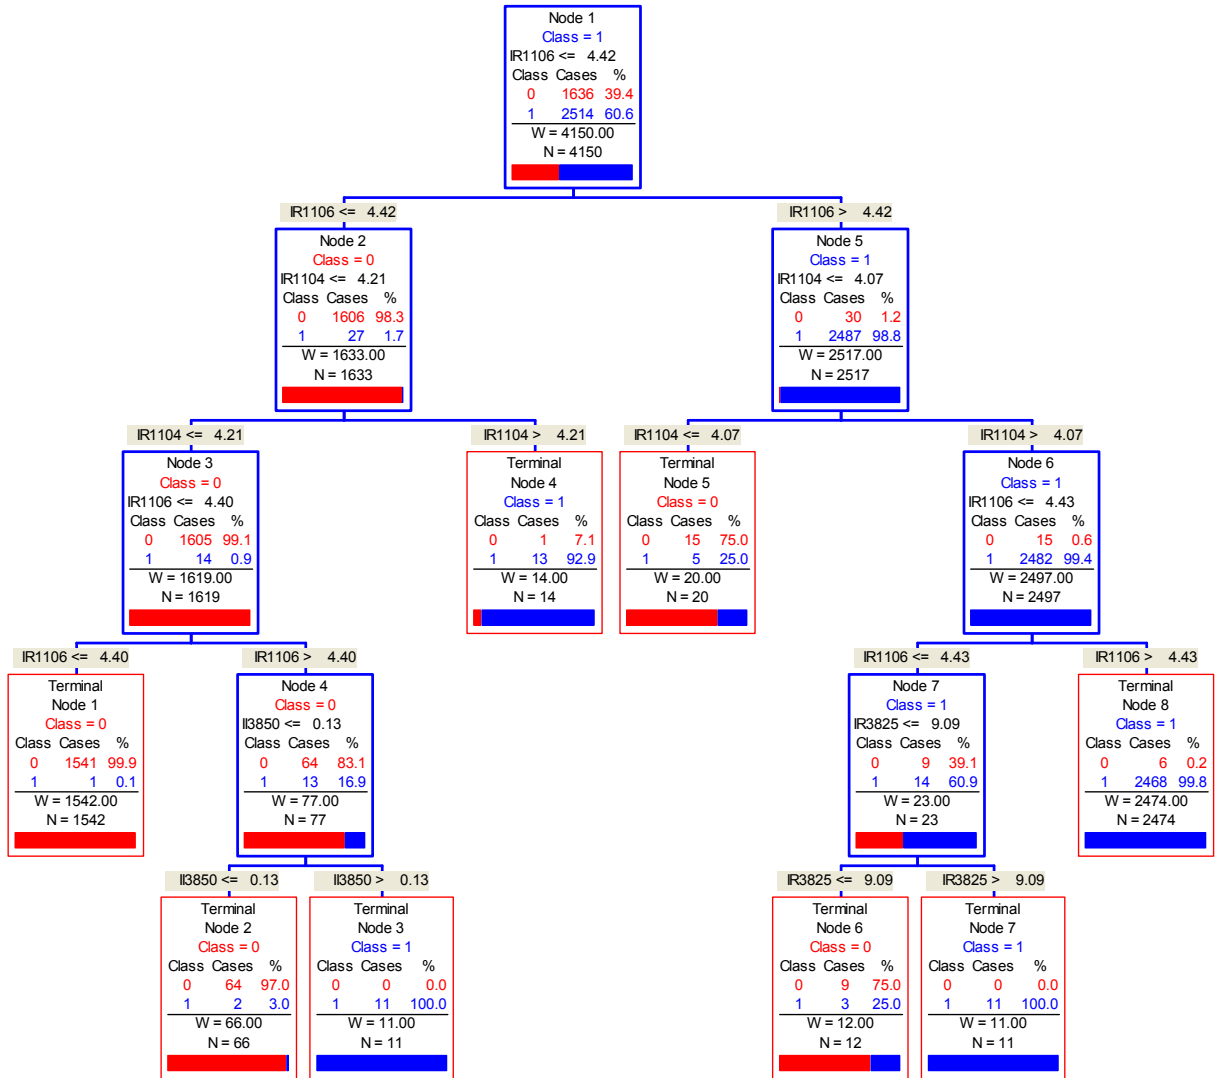 Node 1
Class = 1
IR1106 <= 4.42
Class Cases %
0 1636 39.4
1 2514 60.6
W = 4150.00
N = 4150
IR1106 <= 4.42
IR1106 > 4.42
Node 2
Class = 0
IR1104 <= 4.21
Class Cases %
0 1606 98.3
1 27 1.7
W = 1633.00
N = 1633
Node 5
Class = 1
IR1104 <= 4.07
Class Cases %
0 30 1.2
1 2487 98.8
W = 2517.00
N = 2517
IR1104 <= 4.21
IR1104 > 4.21
IR1104 <= 4.07
IR1104 > 4.07
Node 3
Class = 0
IR1106 <= 4.40
Class Cases %
0 1605 99.1
1 14 0.9
W = 1619.00
N = 1619
Terminal
Node 4
Class = 1
Class Cases %
0 1 7.1
1 13 92.9
W = 14.00
N = 14
Terminal
Node 5
Class = 0
Class Cases %
0 15 75.0
1 5 25.0
W = 20.00
N = 20
Node 6
Class = 1
IR1106 <= 4.43
Class Cases %
0 15 0.6
1 2482 99.4
W = 2497.00
N = 2497
IR1106 <= 4.40
IR1106 > 4.40
IR1106 <= 4.43
IR1106 > 4.43
Terminal
Node 1
Class = 0
Class Cases %
0 1541 99.9
1 1 0.1
W = 1542.00
N = 1542
Node 4
Class = 0
II3850 <= 0.13
Class Cases %
0 64 83.1
1 13 16.9
W = 77.00
N = 77
Node 7
Class = 1
IR3825 <= 9.09
Class Cases %
0 9 39.1
1 14 60.9
W = 23.00
N = 23
Terminal
Node 8
Class = 1
Class Cases %
0 6 0.2
1 2468 99.8
W = 2474.00
N = 2474
II3850 <= 0.13
II3850 > 0.13
IR3825 <= 9.09
IR3825 > 9.09
Terminal
Node 2
Class = 0
Class Cases %
0 64 97.0
1 2 3.0
W = 66.00
N = 66
Terminal
Node 3
Class = 1
Class Cases %
0 0 0.0
1 11 100.0
W = 11.00
N = 11
Terminal
Node 6
Class = 0
Class Cases %
0 9 75.0
1 3 25.0
W = 12.00
N = 12
Terminal
Node 7
Class = 1
Class Cases %
0 0 0.0
1 11 100.0
W = 11.00
N = 11